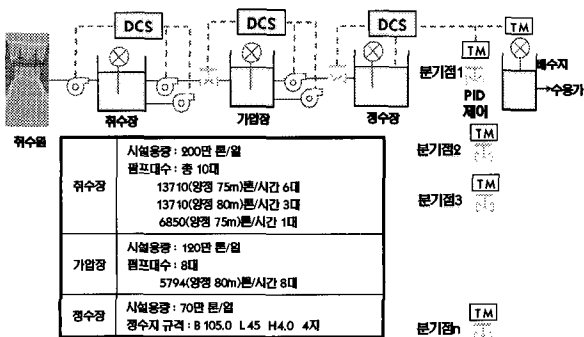 DCS
DCS
DCS
TM
TM
분기점1
PID
제어
배수지
수용가
취수원
취수장
가압장
정수장
취수장
시설용량 : 200만 톤/일
펌프대수 : 총 10대
13710(양정 75m)톤/시간 6대
13710(양정 80m)톤/시간 3대
6850(양정 75m)톤/시간 1대
가압장
시설용량 : 120만 톤/일
펌프대수 : 8대
5794(양정 80m)톤/시간 8대
정수장
시설용량 : 70만 톤/일
정수지 규격 : B 105.0 L 45 H4.0 4지
TM
분기점2
TM
분기점3
TM
분기점n